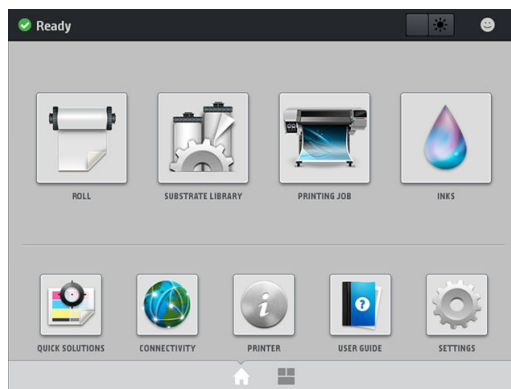 Ready
ROLL
SUBSTRATE LIBRARY
PRINTING JOB
INKS
QUICK SOLUTIONS
CONNECTIVITY
PRINTER
USER GUIDE
SETTINGS